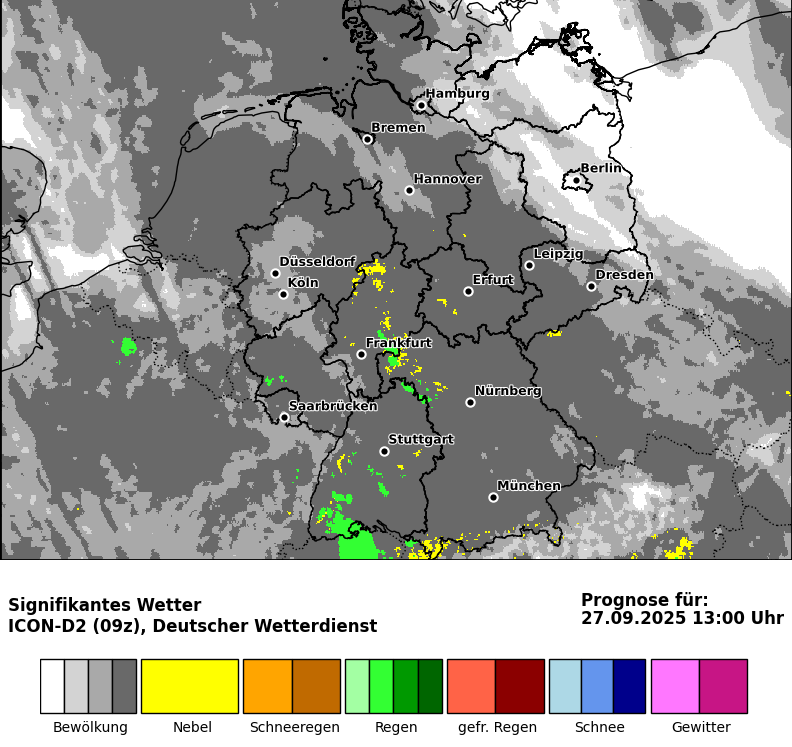 Hamburg
Bremen
Berlin
Hannover
Leipzig
Düsseldorf
Dresden
Erfurt
Köln
Frankfurt
Nürnberg
Saarbrücken
Stuttgart
München
Signifikantes Wetter
ICON-D2 (09z), Deutscher Wetterdienst
Prognose für:
27.09.2025 13:00 Uhr
Bewölkung Nebel Schneeregen Regen gefr. Regen Schnee Gewitter